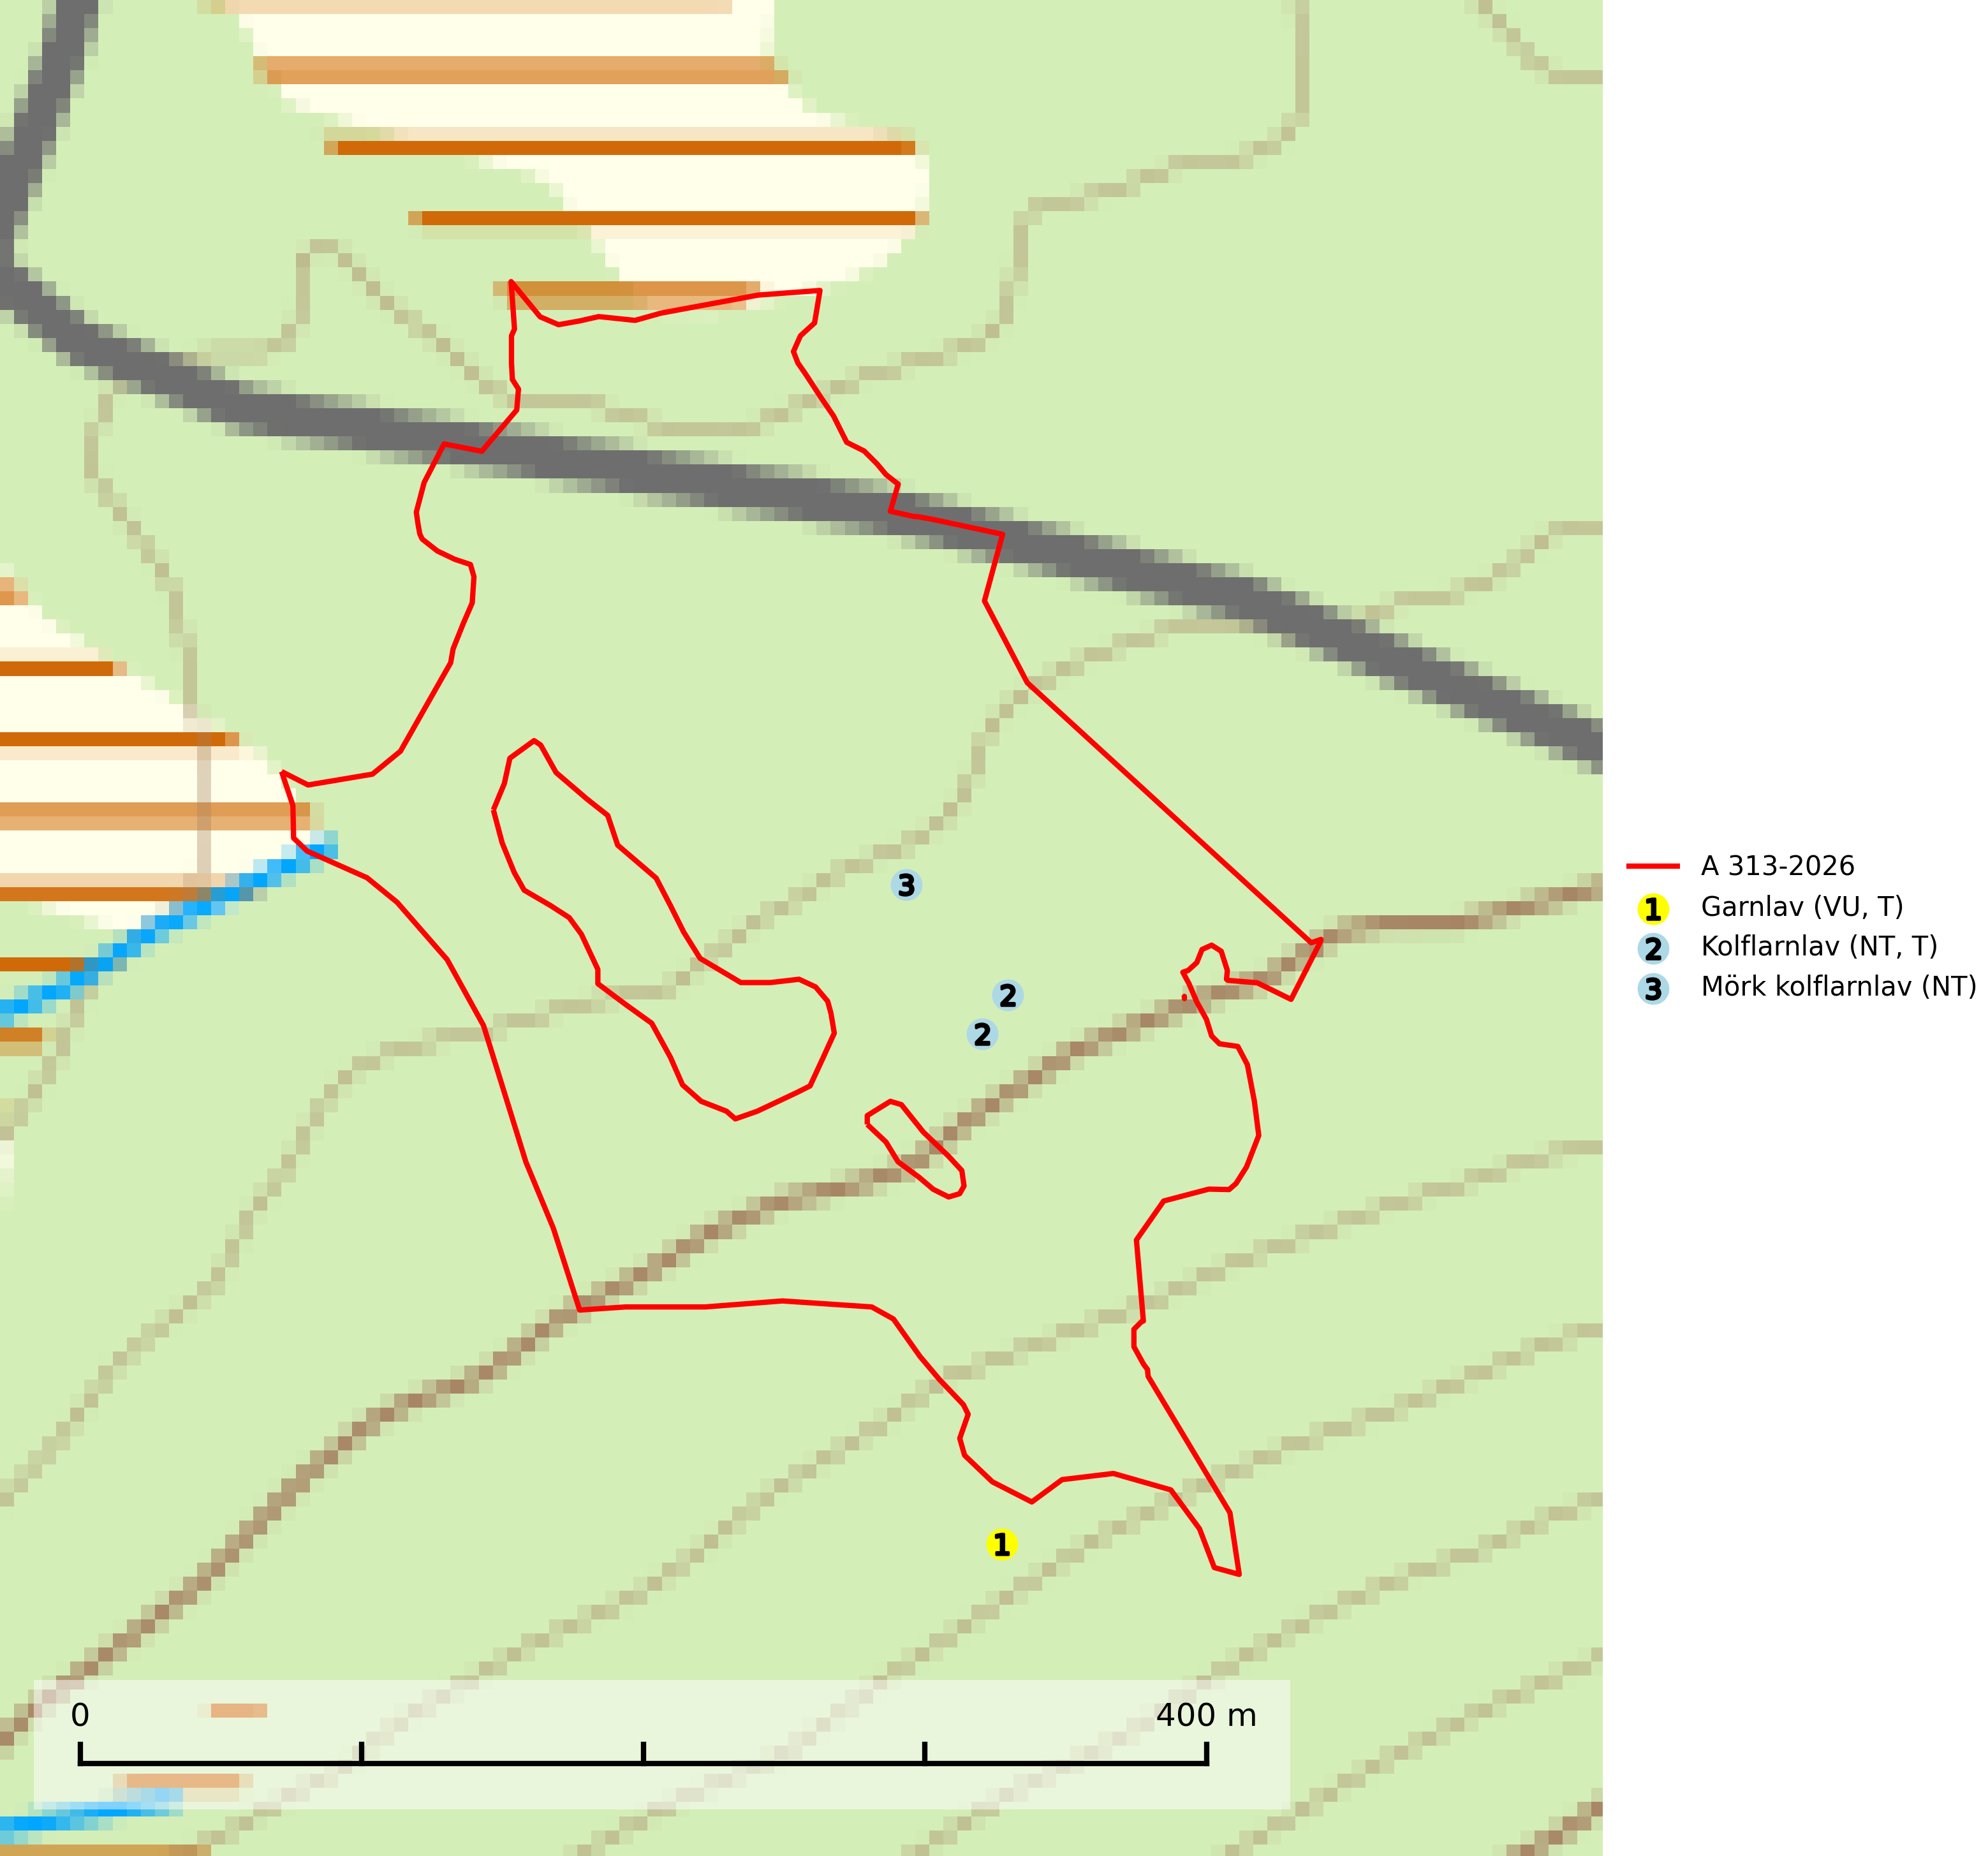 A 313-2026
1 Garnlav (VU, T)
2 Kolflarnlav (NT, T)
3 Mörk kolflarnlav (NT)
3
2
2
1
0 400 m